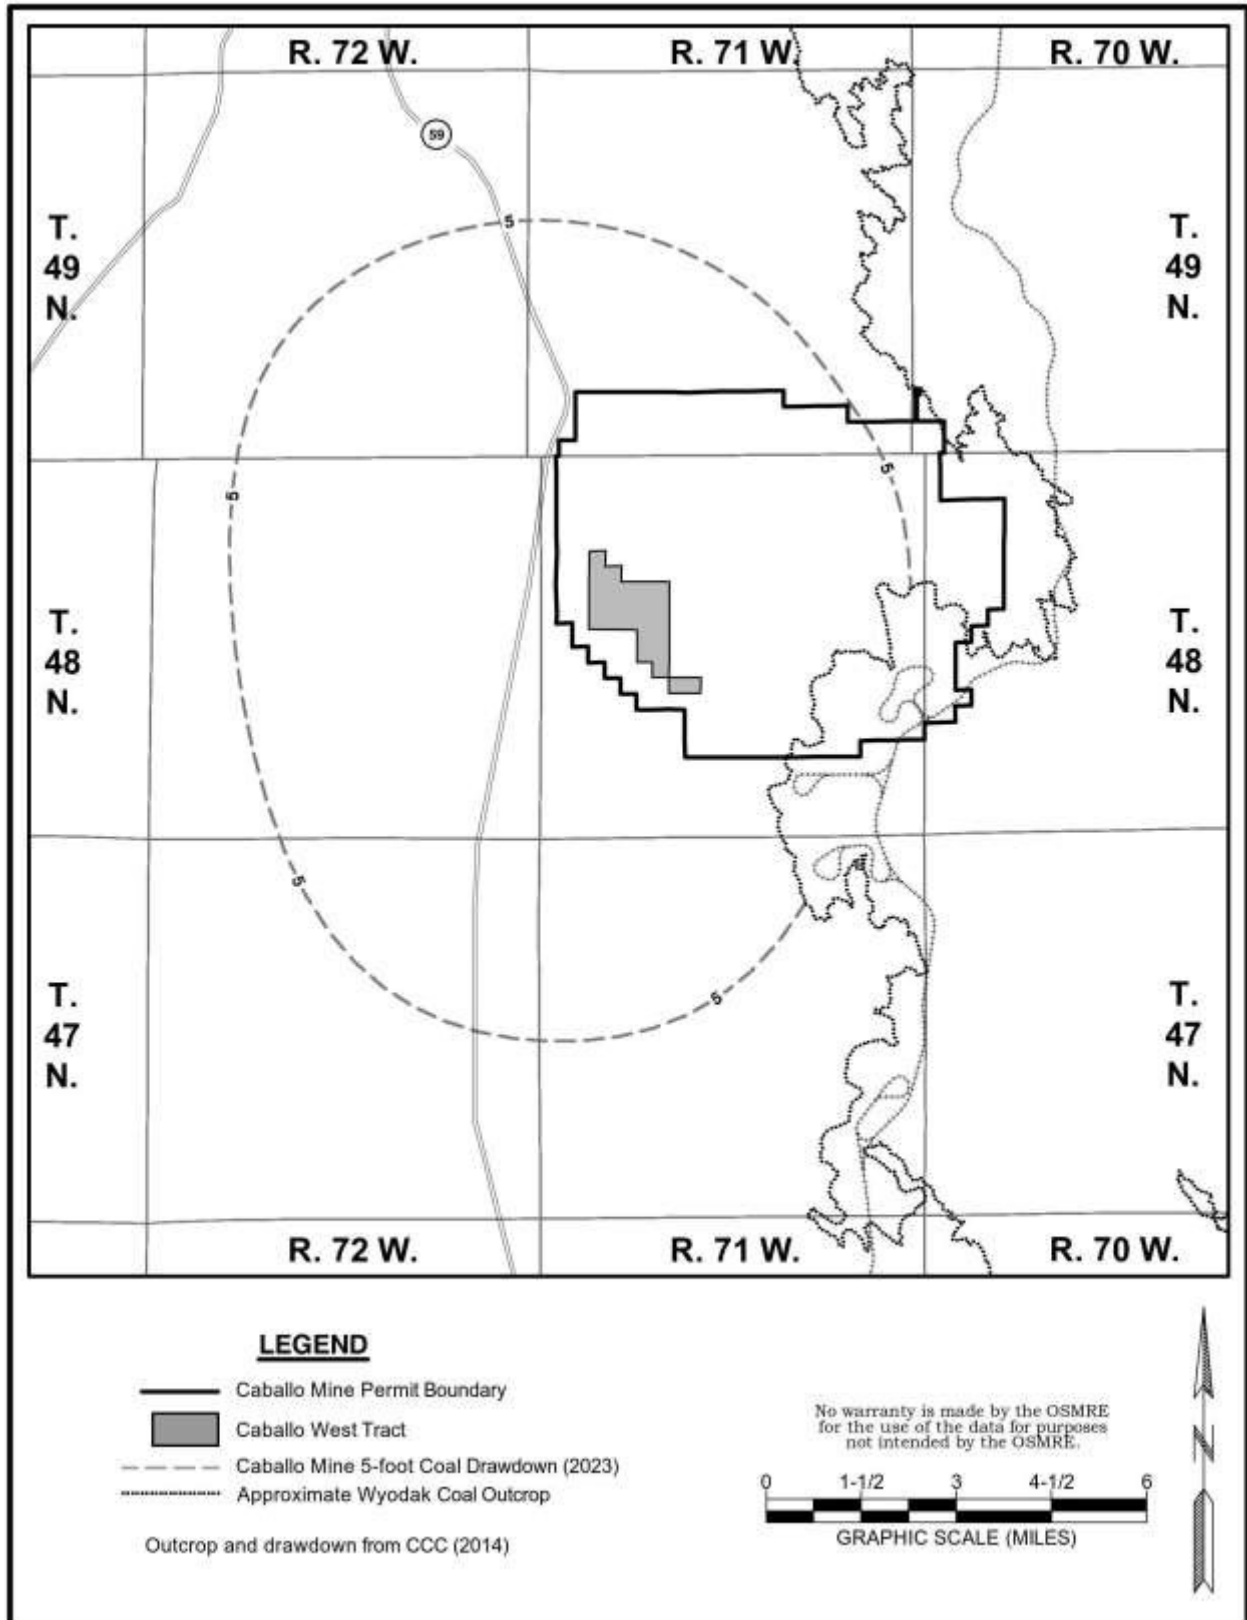 R. 72 W. R. 71 W. R. 70 W.
59
T. T.
49 49
N. N.
5
5
5
T. T.
48 48
N. N.
5
T. T.
47 47
N. N.
5
R. 72 W. R. 71 W. R. 70 W.
LEGEND
Caballo Mine Permit Boundary
Caballo West Tract
Caballo Mine 5-foot Coal Drawdown (2023)
Approximate Wyodak Coal Outcrop
Outcrop and drawdown from CCC (2014)
No warranty is made by the OSMRE
for the use of the data for purposes
not intended by the OSMRE.
0 1-1/2 3 4-1/2 6
GRAPHIC SCALE (MILES)
N